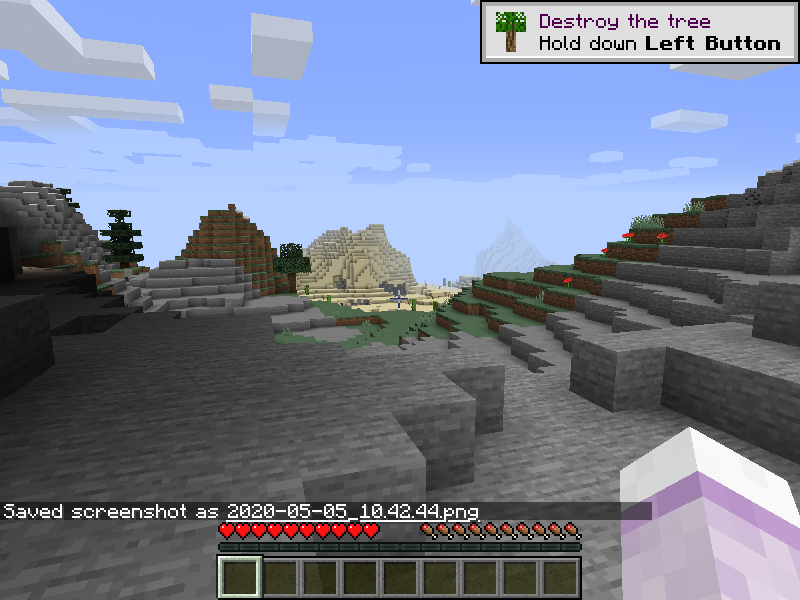 Destroy the tree
Hold down Left Button
Saved screenshot as 2020-05-05_10.42.44.png